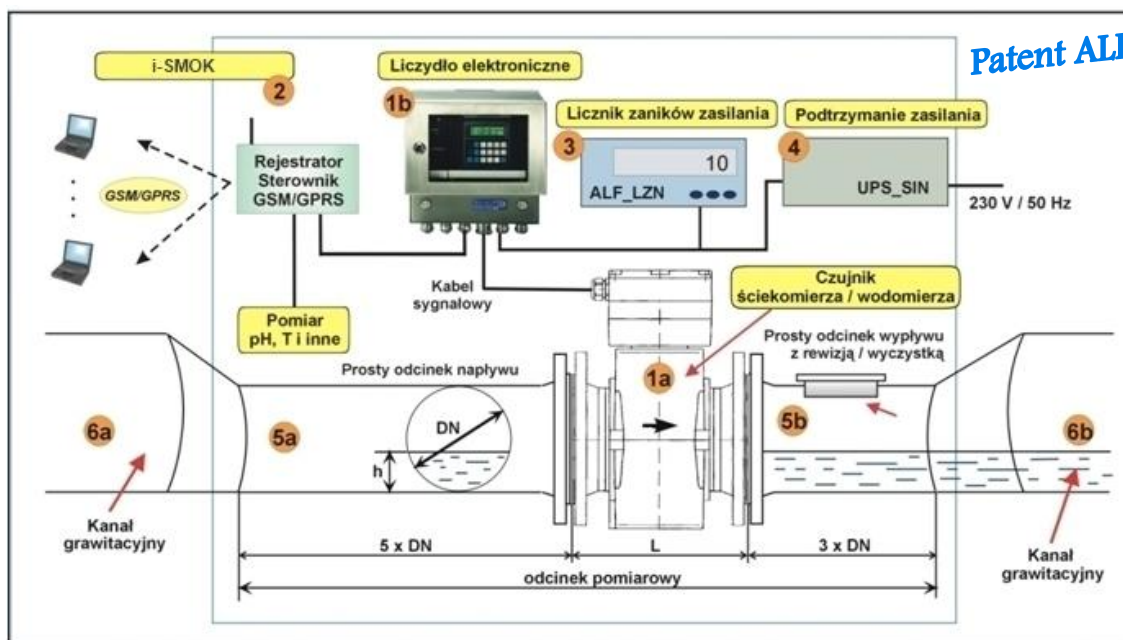 Patent ALF
i-SMOK
2
Liczydło elektroniczne
1b
Licznik zaników zasilania
3
10
ALF_LZN
Podtrzymanie zasilania
4
UPS_SIN
230 V / 50 Hz
GSM/GPRS
Rejestrator
Sterownik
GSM/GPRS
Kabel
sygnałowy
Czujnik
ściekomierza / wodomierza
Pomiar
pH, T i inne
Prosty odcinek napływu
Prosty odcinek wypływu
z rewizją / wyczystką
1a
6a
5a
DN
h
5b
6b
Kanał
grawitacyjny
5 x DN
L
3 x DN
Kanał
grawitacyjny
odcinek pomiarowy